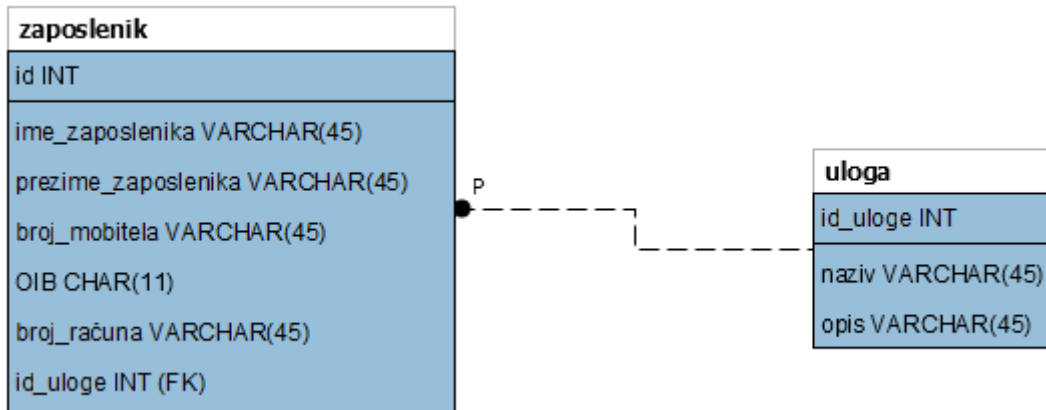 zaposlenik
id INT
ime_zaposlenika VARCHAR(45)
prezime_zaposlenika VARCHAR(45)
broj_mobitela VARCHAR(45)
OIB CHAR(11)
broj_računa VARCHAR(45)
id_uloge INT (FK)
P
uloga
id_uloge INT
naziv VARCHAR(45)
opis VARCHAR(45)